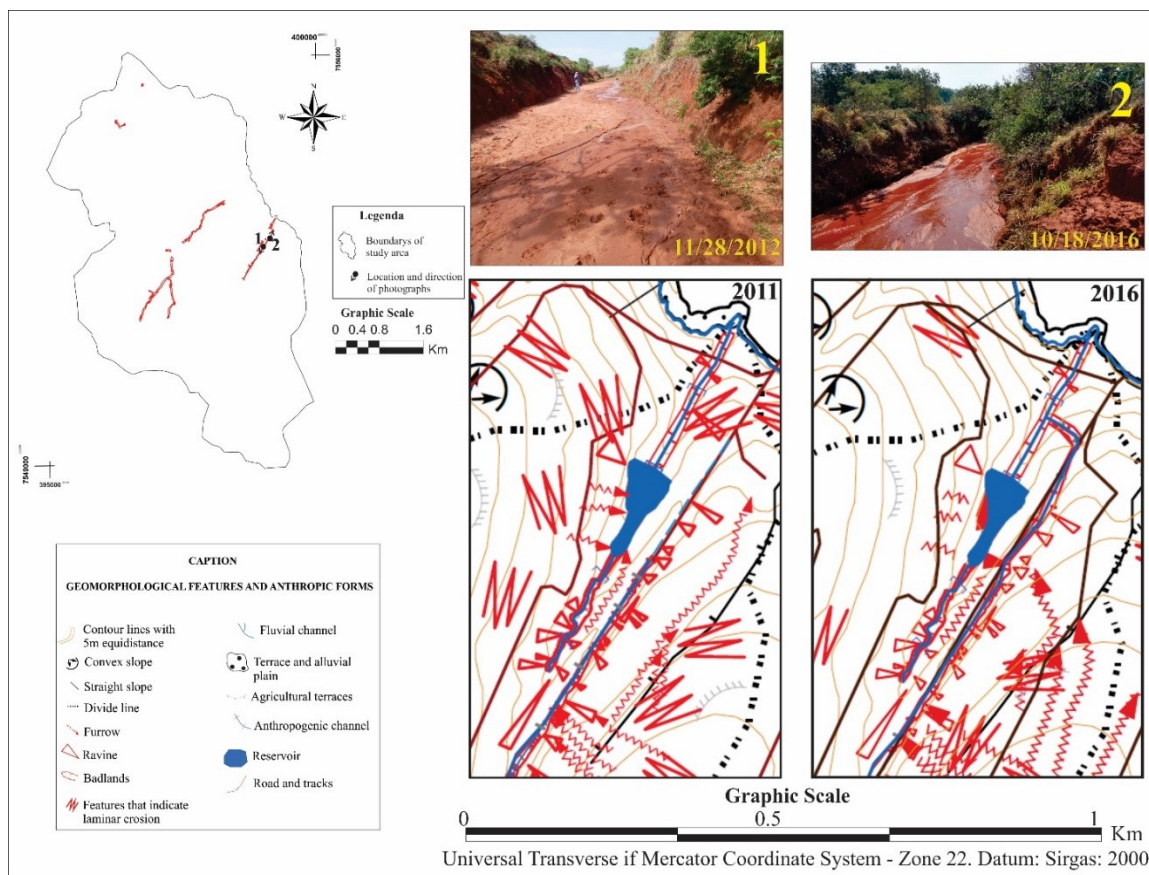 400000
7556000
N
W
E
S
1
2
Legenda
Boundarys of
study area
Location and direction
of photographs
Graphic Scale
0 0.4 0.8 1.6
Km
7549000
395000
1
11/28/2012
2
10/18/2016
2011
2016
CAPTION
GEOMORPHOLOGICAL FEATURES AND ANTHROPIC FORMS
Contour lines with
5m equidistance
Convex slope
Straight slope
Divide line
Furrow
Ravine
Badlands
Features that indicate
laminar erosion
Fluvial channel
Terrace and alluvial
plain
Agricultural terraces
Anthropogenic channel
Reservoir
Road and tracks
Graphic Scale
0 0.5 1
Km
Universal Transverse if Mercator Coordinate System - Zone 22. Datum: Sirgas: 2000